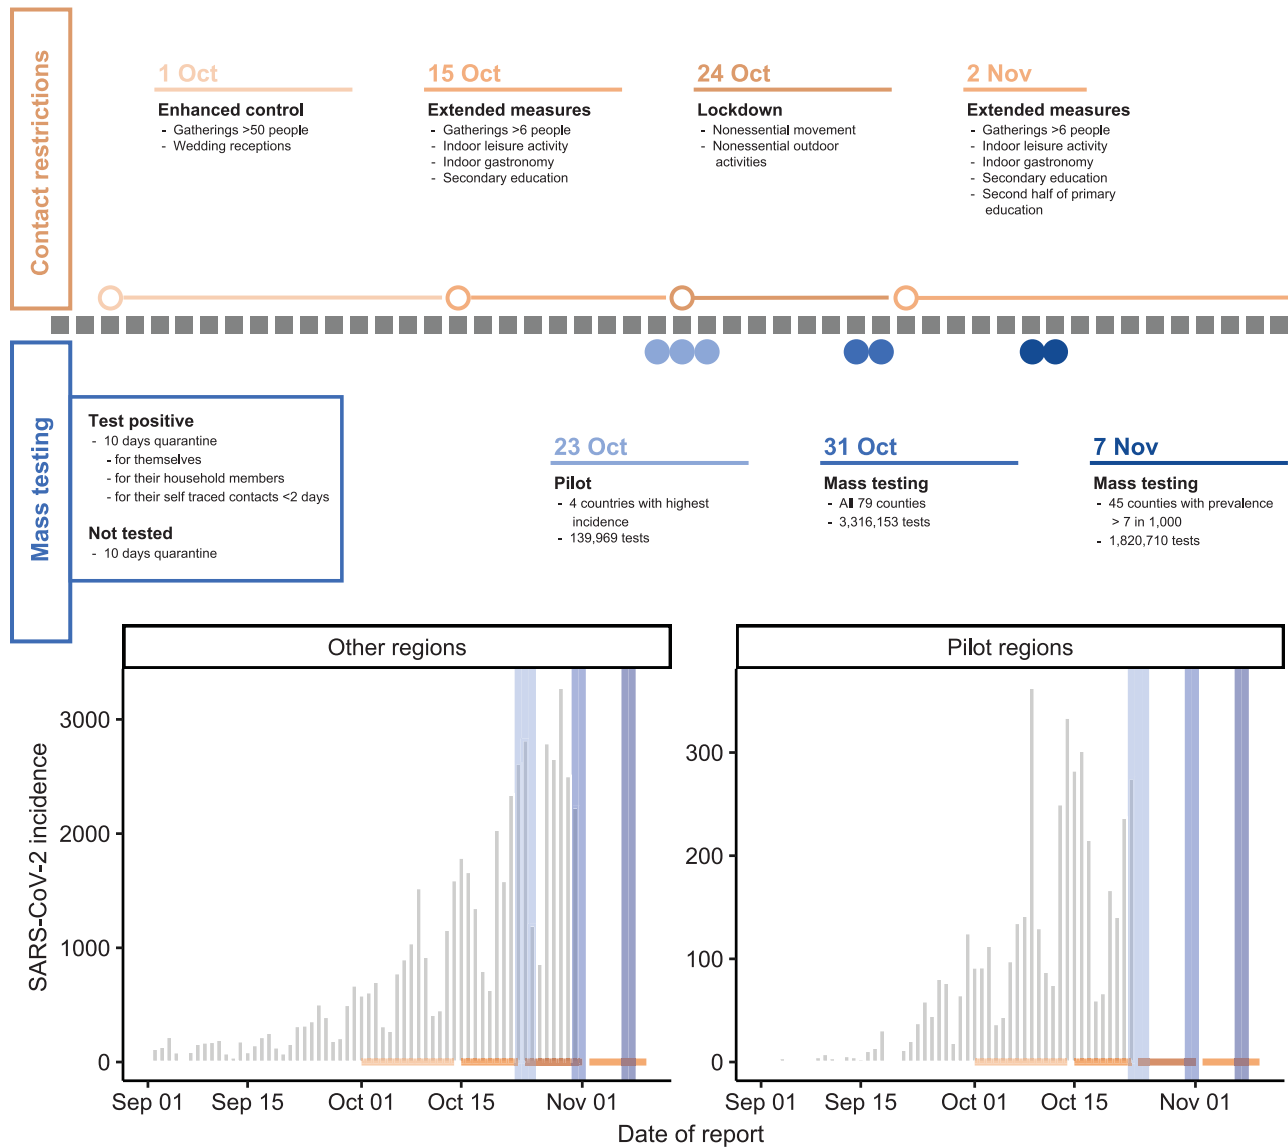 Contact restrictions
1 Oct
Enhanced control
- Gatherings >50 people
- Wedding receptions
15 Oct
Extended measures
- Gatherings >6 people
- Indoor leisure activity
- Indoor gastronomy
- Secondary education
24 Oct
Lockdown
- Nonessential movement
- Nonessential outdoor
activities
2 Nov
Extended measures
- Gatherings >6 people
- Indoor leisure activity
- Indoor gastronomy
- Secondary education
- Second half of primary
education
Mass testing
Test positive
- 10 days quarantine
- for themselves
- for their household members
- for their self traced contacts <2 days
Not tested
- 10 days quarantine
23 Oct
Pilot
- 4 countries with highest
incidence
- 139,969 tests
31 Oct
Mass testing
- All 79 counties
- 3,316,153 tests
7 Nov
Mass testing
- 45 counties with prevalence
> 7 in 1,000
- 1,820,710 tests
Other regions
SARS-CoV-2 incidence
3000
2000
1000
0
Sep 01
Sep 15
Oct 01
Oct 15
Nov 01
Pilot regions
300
200
100
0
Sep 01
Sep 15
Oct 01
Oct 15
Nov 01
Date of report